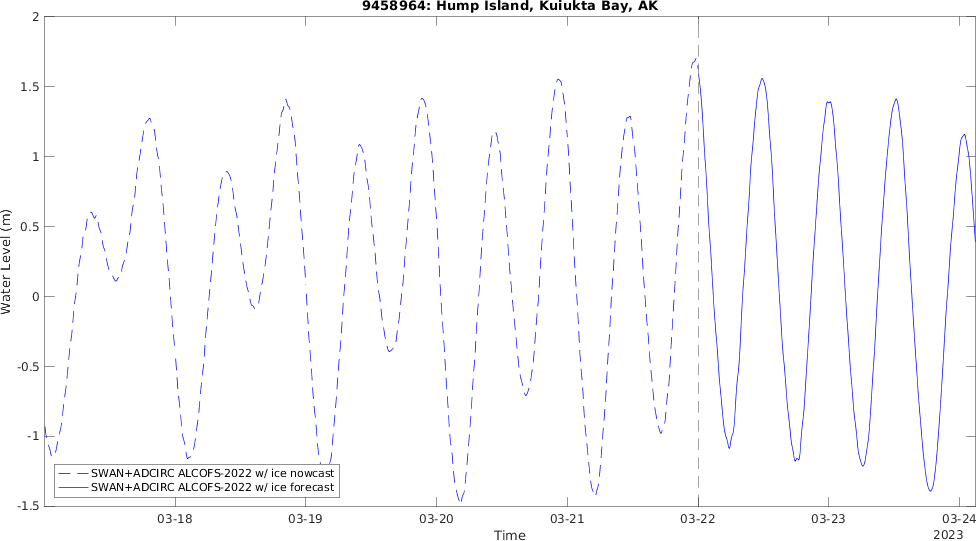 9458964: Hump Island, Kuiukta Bay, AK
2
1.5
1
0.5
0
-0.5
-1
-1.5
Water Level (m)
SWAN+ADCIRC ALCOFS-2022 w/ ice nowcast
SWAN+ADCIRC ALCOFS-2022 w/ ice forecast
03-18 03-19 03-20 03-21 03-22 03-23 03-24
Time
2023